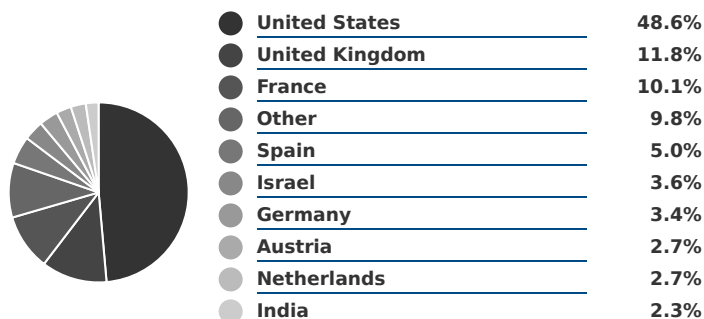 United States 48.6%
United Kingdom 11.8%
France 10.1%
Other 9.8%
Spain 5.0%
Israel 3.6%
Germany 3.4%
Austria 2.7%
Netherlands 2.7%
India 2.3%